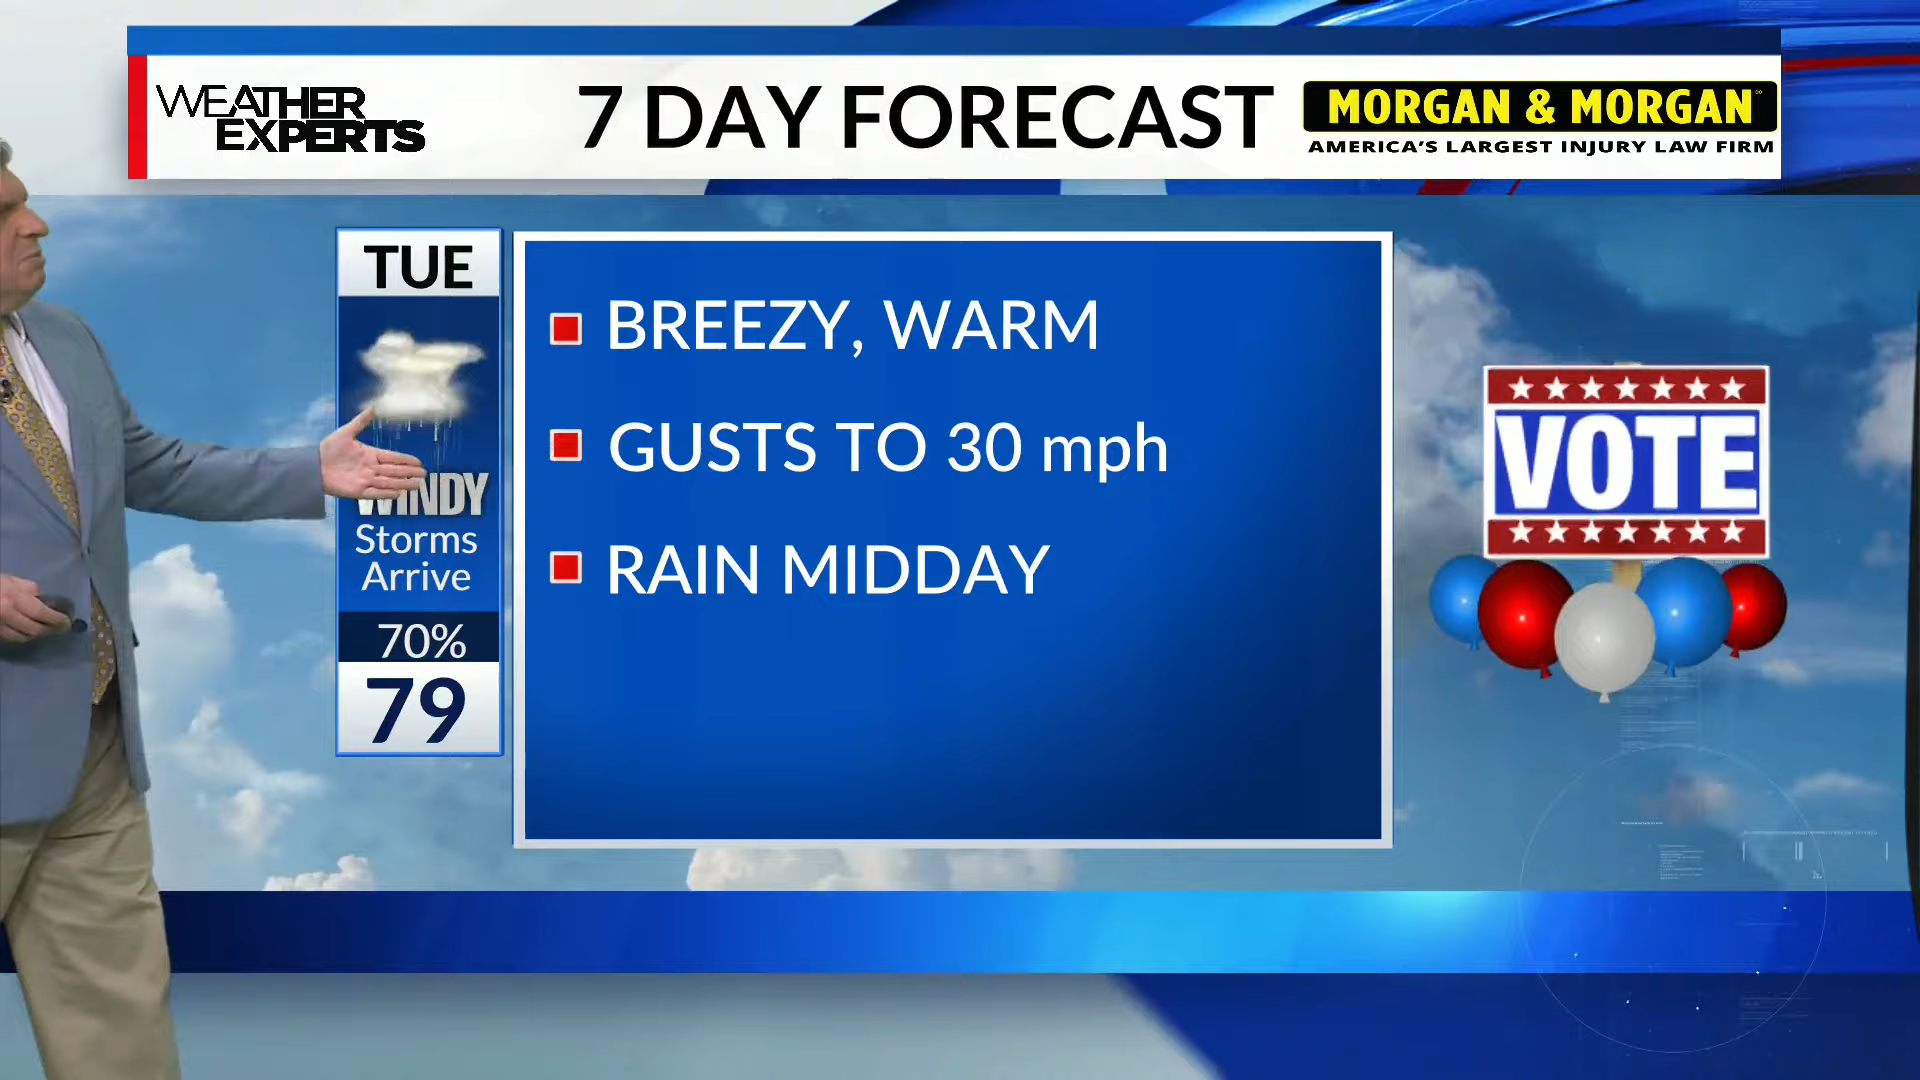 WEATHER
EXPERTS
7 DAY FORECAST
MORGAN & MORGAN
AMERICA'S LARGEST INJURY LAW FIRM
TUE
WINDY
Storms
Arrive
70%
79
BREEZY, WARM
GUSTS TO 30 mph
RAIN MIDDAY
VOTE